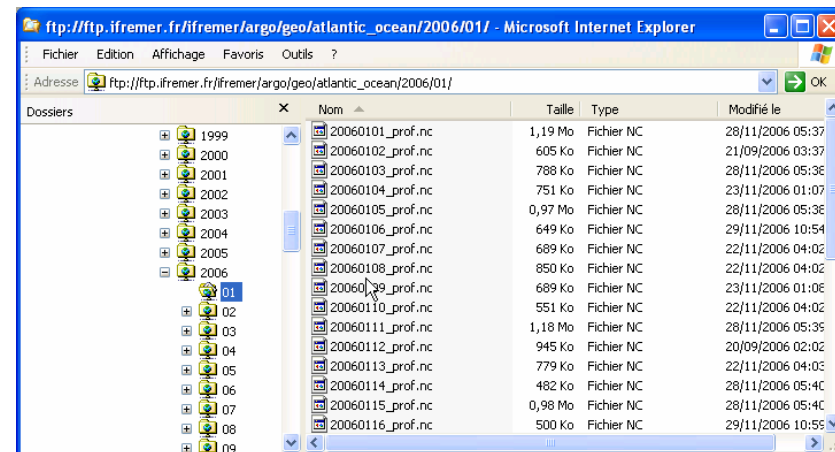 ftp://ftp.ifremer.fr/ifremer/argo/geo/atlantic_ocean/2006/01/ - Microsoft Internet Explorer
Fichier Edition Affichage Favoris Outils ?
Adresse ftp://ftp.ifremer.fr/ifremer/argo/geo/atlantic_ocean/2006/01/ OK
Dossiers × Nom Taille Type Modifié le
1999 20060101_prof.nc 1,19 Mo Fichier NC 28/11/2006 05:37
2000 20060102_prof.nc 605 Ko Fichier NC 21/09/2006 03:37
2001 20060103_prof.nc 788 Ko Fichier NC 28/11/2006 05:38
2002 20060104_prof.nc 751 Ko Fichier NC 23/11/2006 01:07
2003 20060105_prof.nc 0,97 Mo Fichier NC 28/11/2006 05:38
2004 20060106_prof.nc 649 Ko Fichier NC 29/11/2006 10:54
2005 20060107_prof.nc 689 Ko Fichier NC 22/11/2006 04:02
2006 20060108_prof.nc 850 Ko Fichier NC 22/11/2006 04:02
01 20060109_prof.nc 689 Ko Fichier NC 23/11/2006 01:08
02 20060110_prof.nc 551 Ko Fichier NC 22/11/2006 04:02
03 20060111_prof.nc 1,18 Mo Fichier NC 28/11/2006 05:39
04 20060112_prof.nc 945 Ko Fichier NC 20/09/2006 02:02
05 20060113_prof.nc 779 Ko Fichier NC 22/11/2006 04:03
06 20060114_prof.nc 482 Ko Fichier NC 28/11/2006 05:40
07 20060115_prof.nc 0,98 Mo Fichier NC 28/11/2006 05:40
08 20060116_prof.nc 500 Ko Fichier NC 29/11/2006 10:59
09